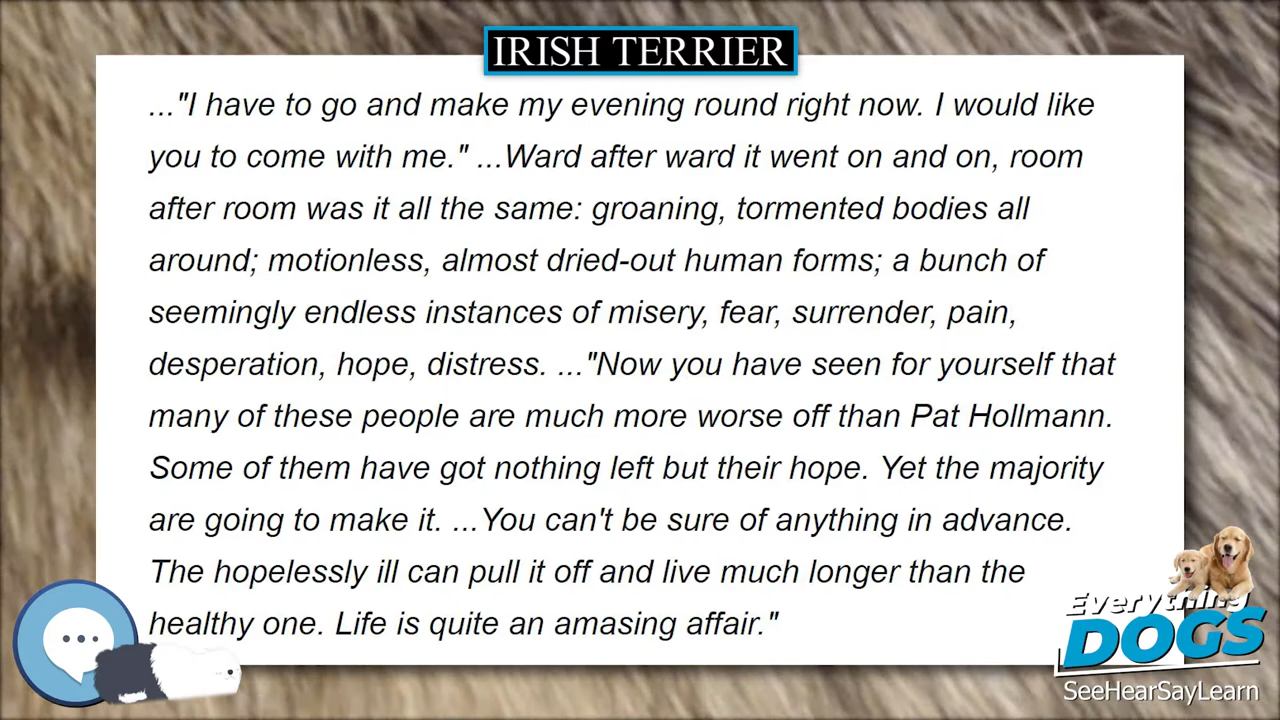 IRISH TERRIER
..."I have to go and make my evening round right now. I would like
you to come with me." ...Ward after ward it went on and on, room
after room was it all the same: groaning, tormented bodies all
around; motionless, almost dried-out human forms; a bunch of
seemingly endless instances of misery, fear, surrender, pain,
desperation, hope, distress. ..."Now you have seen for yourself that
many of these people are much more worse off than Pat Hollmann.
Some of them have got nothing left but their hope. Yet the majority
are going to make it. ...You can't be sure of anything in advance.
The hopelessly ill can pull it off and live much longer than the
healthy one. Life is quite an amasing affair."
Everything
DOGS
SeeHearSayLearn